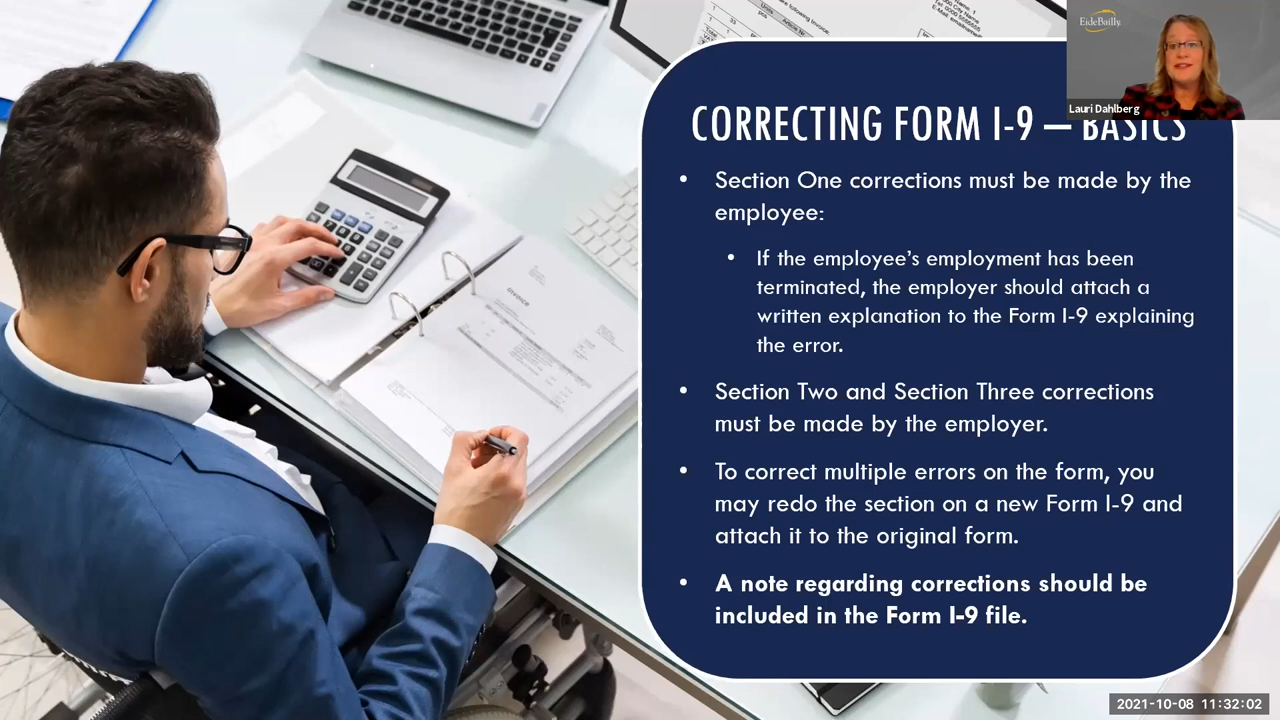 EideBailly
Lauri Dahlberg
CORRECTING FORM I-9 – BASICS
• Section One corrections must be made by the
employee:
• If the employee's employment has been
terminated, the employer should attach a
written explanation to the Form I-9 explaining
the error.
• Section Two and Section Three corrections
must be made by the employer.
• To correct multiple errors on the form, you
may redo the section on a new Form I-9 and
attach it to the original form.
• A note regarding corrections should be
included in the Form I-9 file.
Invoice
2021-10-08 11:32:02